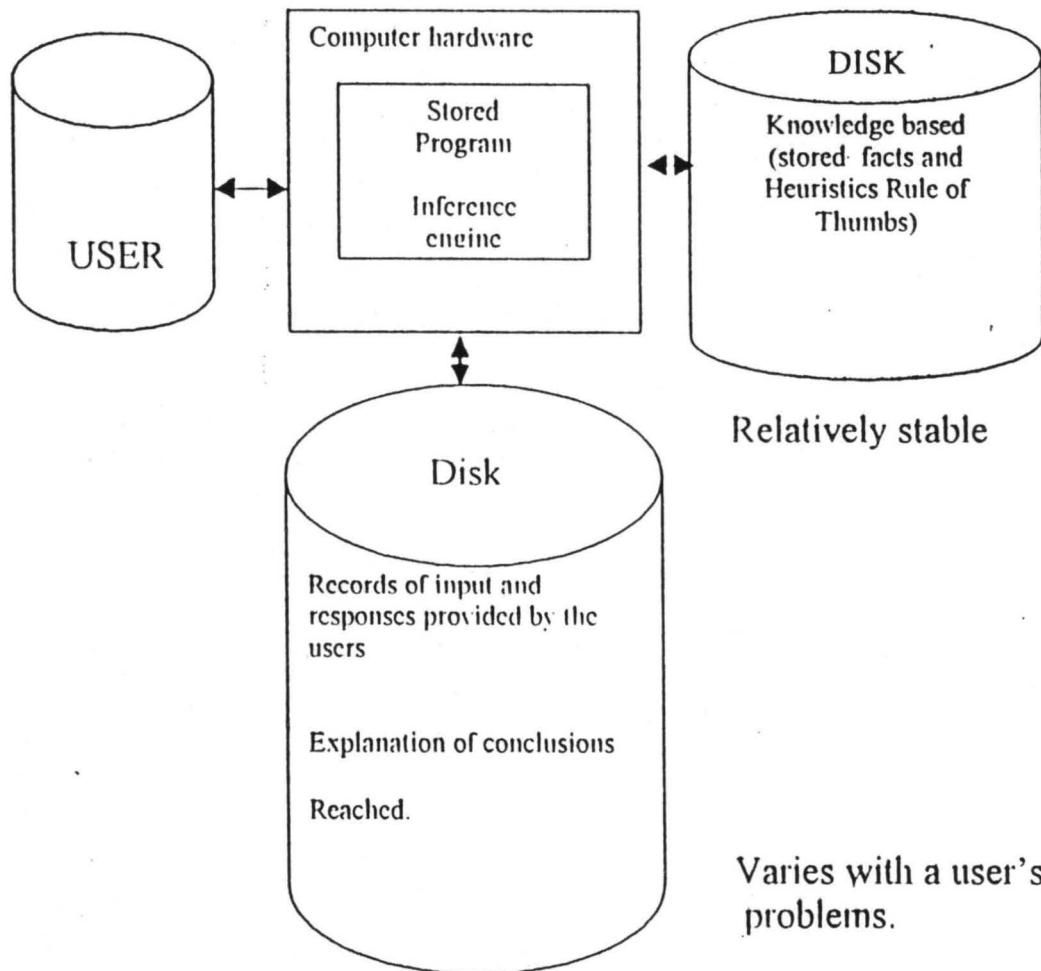 Computer hardware
Stored
Program
Inference
engine
USER
DISK
Knowledge based
(stored facts and
Heuristics Rule of
Thumbs)
Relatively stable
Disk
Records of input and
responses provided by the
users
Explanation of conclusions
Reached.
Varies with a user's
problems.